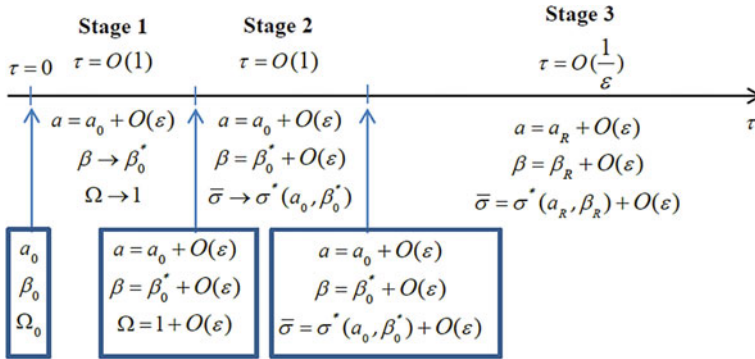 Stage 1
Stage 2
Stage 3
τ = 0
τ = O(1)
τ = O(1)
τ = O(1/ε)
τ
a = a₀ + O(ε)
β → β₀*
Ω → 1
a = a₀ + O(ε)
β = β₀* + O(ε)
σ̅ → σ*(a₀, β₀*)
a = a_R + O(ε)
β = β_R + O(ε)
σ̅ = σ*(a_R, β_R) + O(ε)
a₀
β₀
Ω₀
a = a₀ + O(ε)
β = β₀* + O(ε)
Ω = 1 + O(ε)
a = a₀ + O(ε)
β = β₀* + O(ε)
σ̅ = σ*(a₀, β₀*) + O(ε)